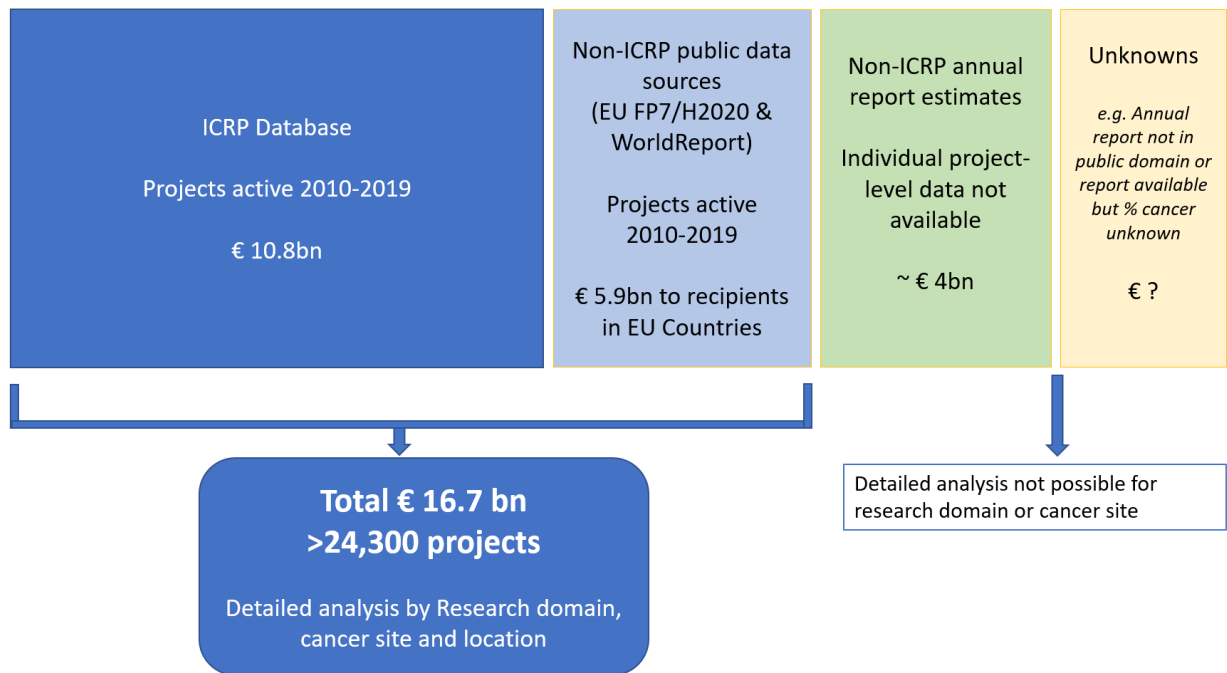 ICRP Database
Projects active 2010-2019
€ 10.8bn
Non-ICRP public data
sources
(EU FP7/H2020 &
WorldReport)
Projects active
2010-2019
€ 5.9bn to recipients
in EU Countries
Non-ICRP annual
report estimates
Individual project-
level data not
available
~ € 4bn
Unknowns
e.g. Annual
report not in
public domain or
report available
but % cancer
unknown
€ ?
Total € 16.7 bn
>24,300 projects
Detailed analysis by Research domain,
cancer site and location
Detailed analysis not possible for
research domain or cancer site